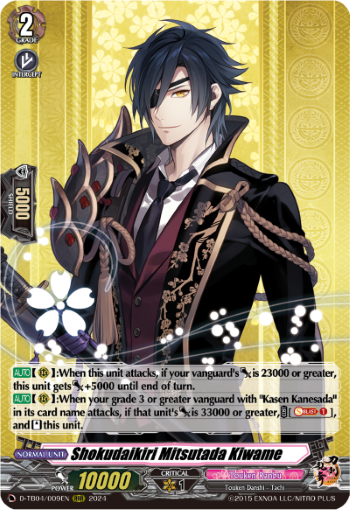 2
GRADE
INTERCEPT
5000
SHIELD
AUTO【 】:When this unit attacks, if your vanguard's is 23000 or greater,
this unit gets +5000 until end of turn.
AUTO【 】:When your grade 3 or greater vanguard with "Kasen Kanesada"
in its card name attacks, if that unit's is 33000 or greater, [ -BLAST 1 ],
and [ ] this unit.
NORMAL UNIT
Shokudaikiri Mitsutada Kiwame
POWER
10000
CRITICAL
1
Touken Ranbu
Touken Danshi - Tachi
D-TB04/009EN RRR 2024
©2015 EXNOA LLC/NITRO PLUS